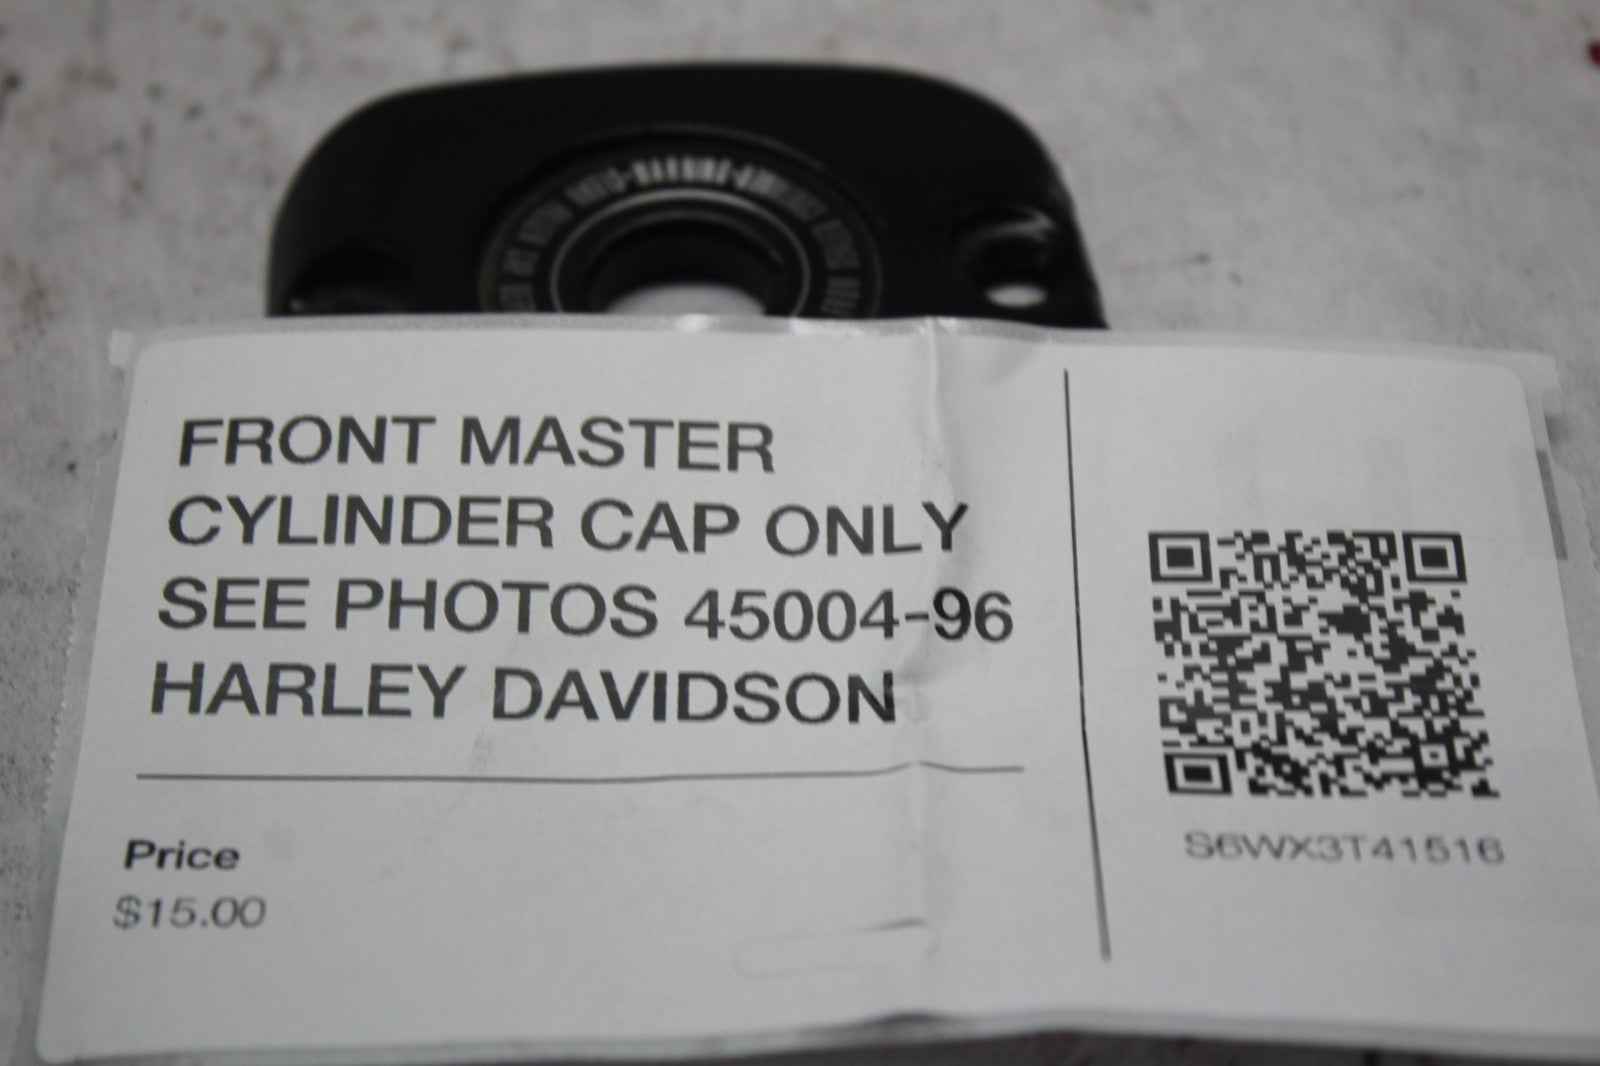 FRONT MASTER
CYLINDER CAP ONLY
SEE PHOTOS 45004-96
HARLEY DAVIDSON
Price
$15.00
S6WX3T41516